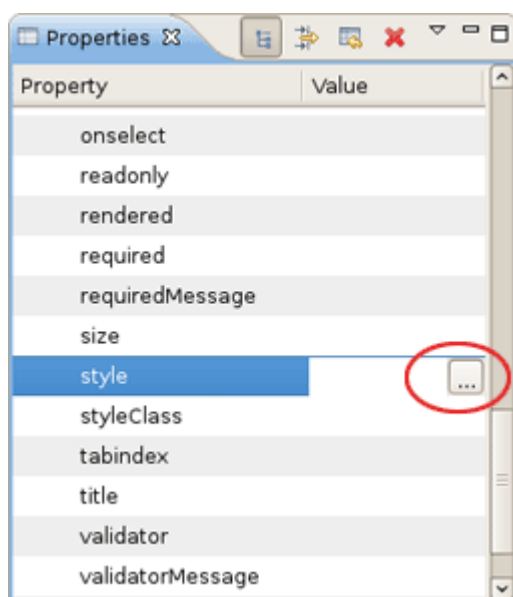 Properties
Property Value
onselect
readonly
rendered
required
requiredMessage
size
style ...
styleClass
tabindex
title
validator
validatorMessage